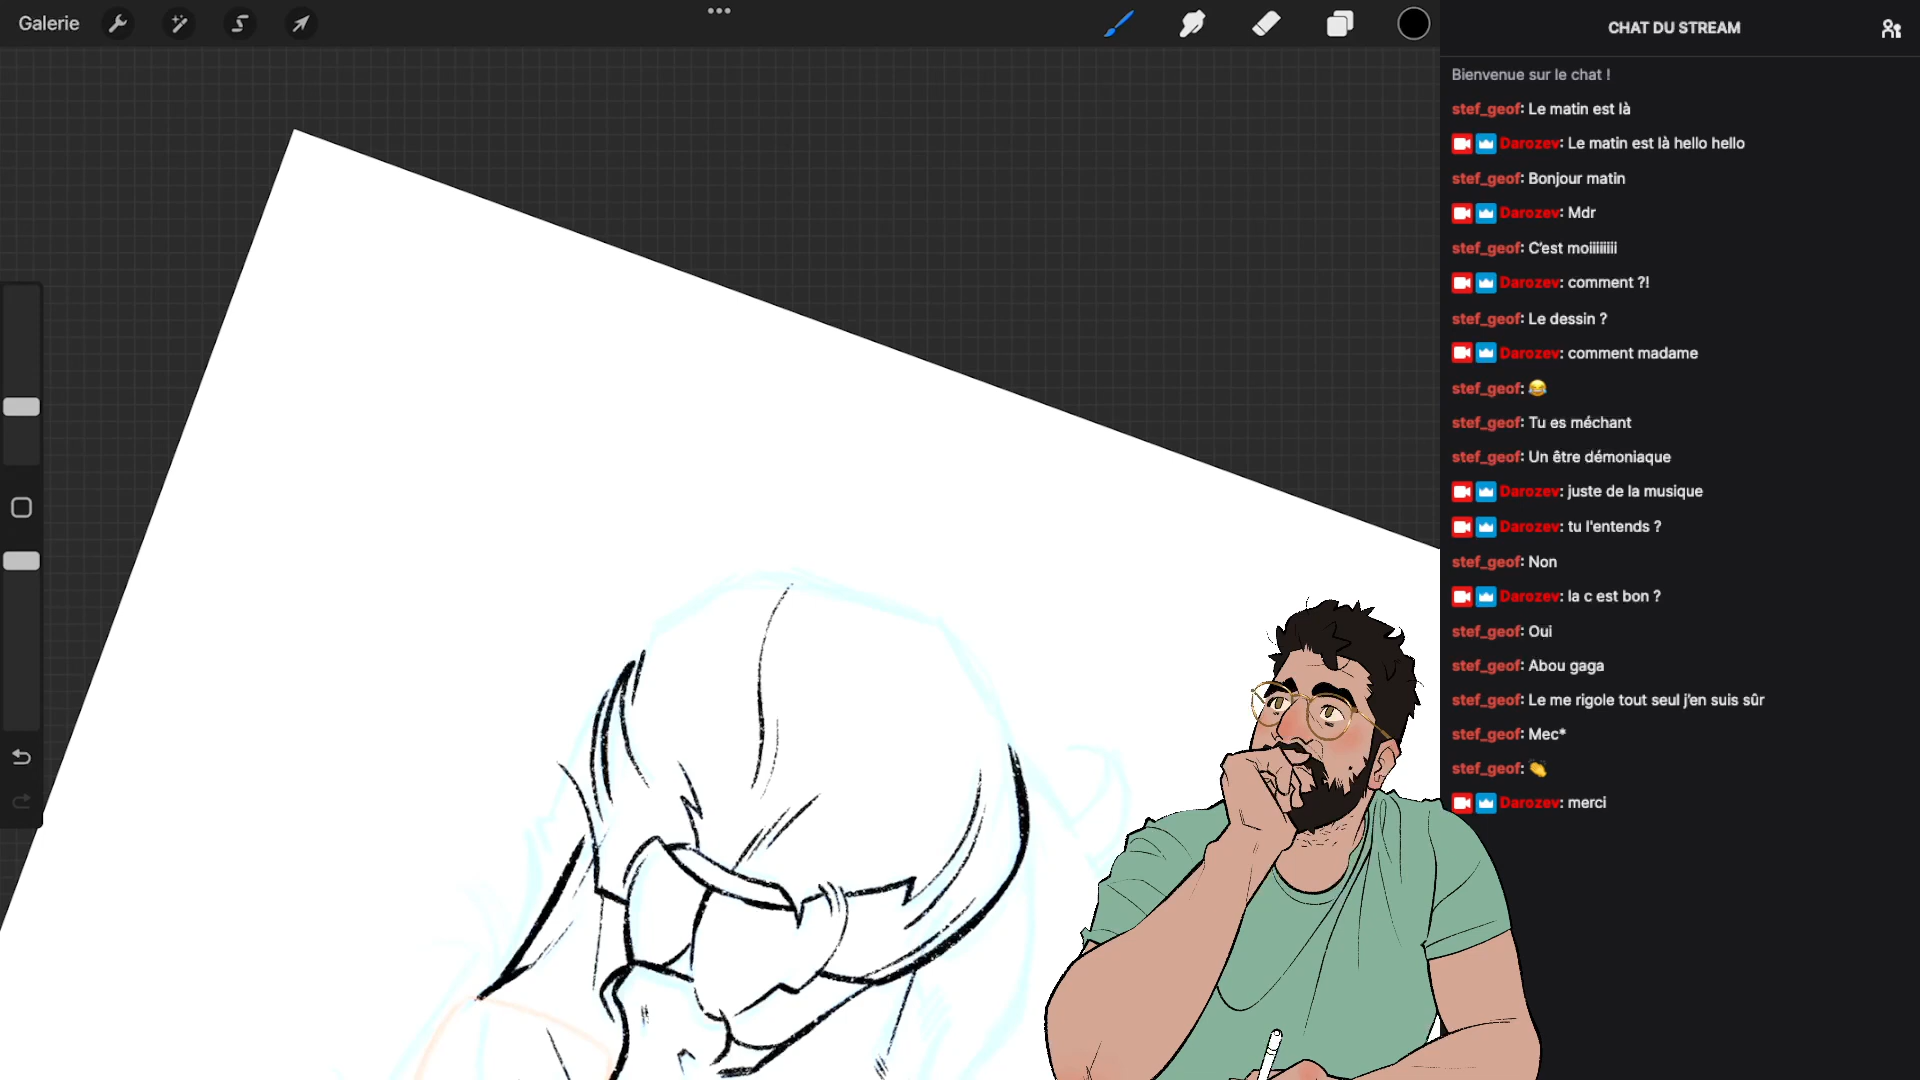 Galerie
CHAT DU STREAM
Bienvenue sur le chat !
stef_geof: Le matin est là
Darozev: Le matin est là hello hello
stef_geof: Bonjour matin
Darozev: Mdr
stef_geof: C'est moiiiiiiiii
Darozev: comment ?!
stef_geof: Le dessin ?
Darozev: comment madame
stef_geof: 😂
stef_geof: Tu es méchant
stef_geof: Un être démoniaque
Darozev: juste de la musique
Darozev: tu l'entends ?
stef_geof: Non
Darozev: la c est bon ?
stef_geof: Oui
stef_geof: Abou gaga
stef_geof: Le me rigole tout seul j'en suis sûr
stef_geof: Mec*
stef_geof: 👏
Darozev: merci